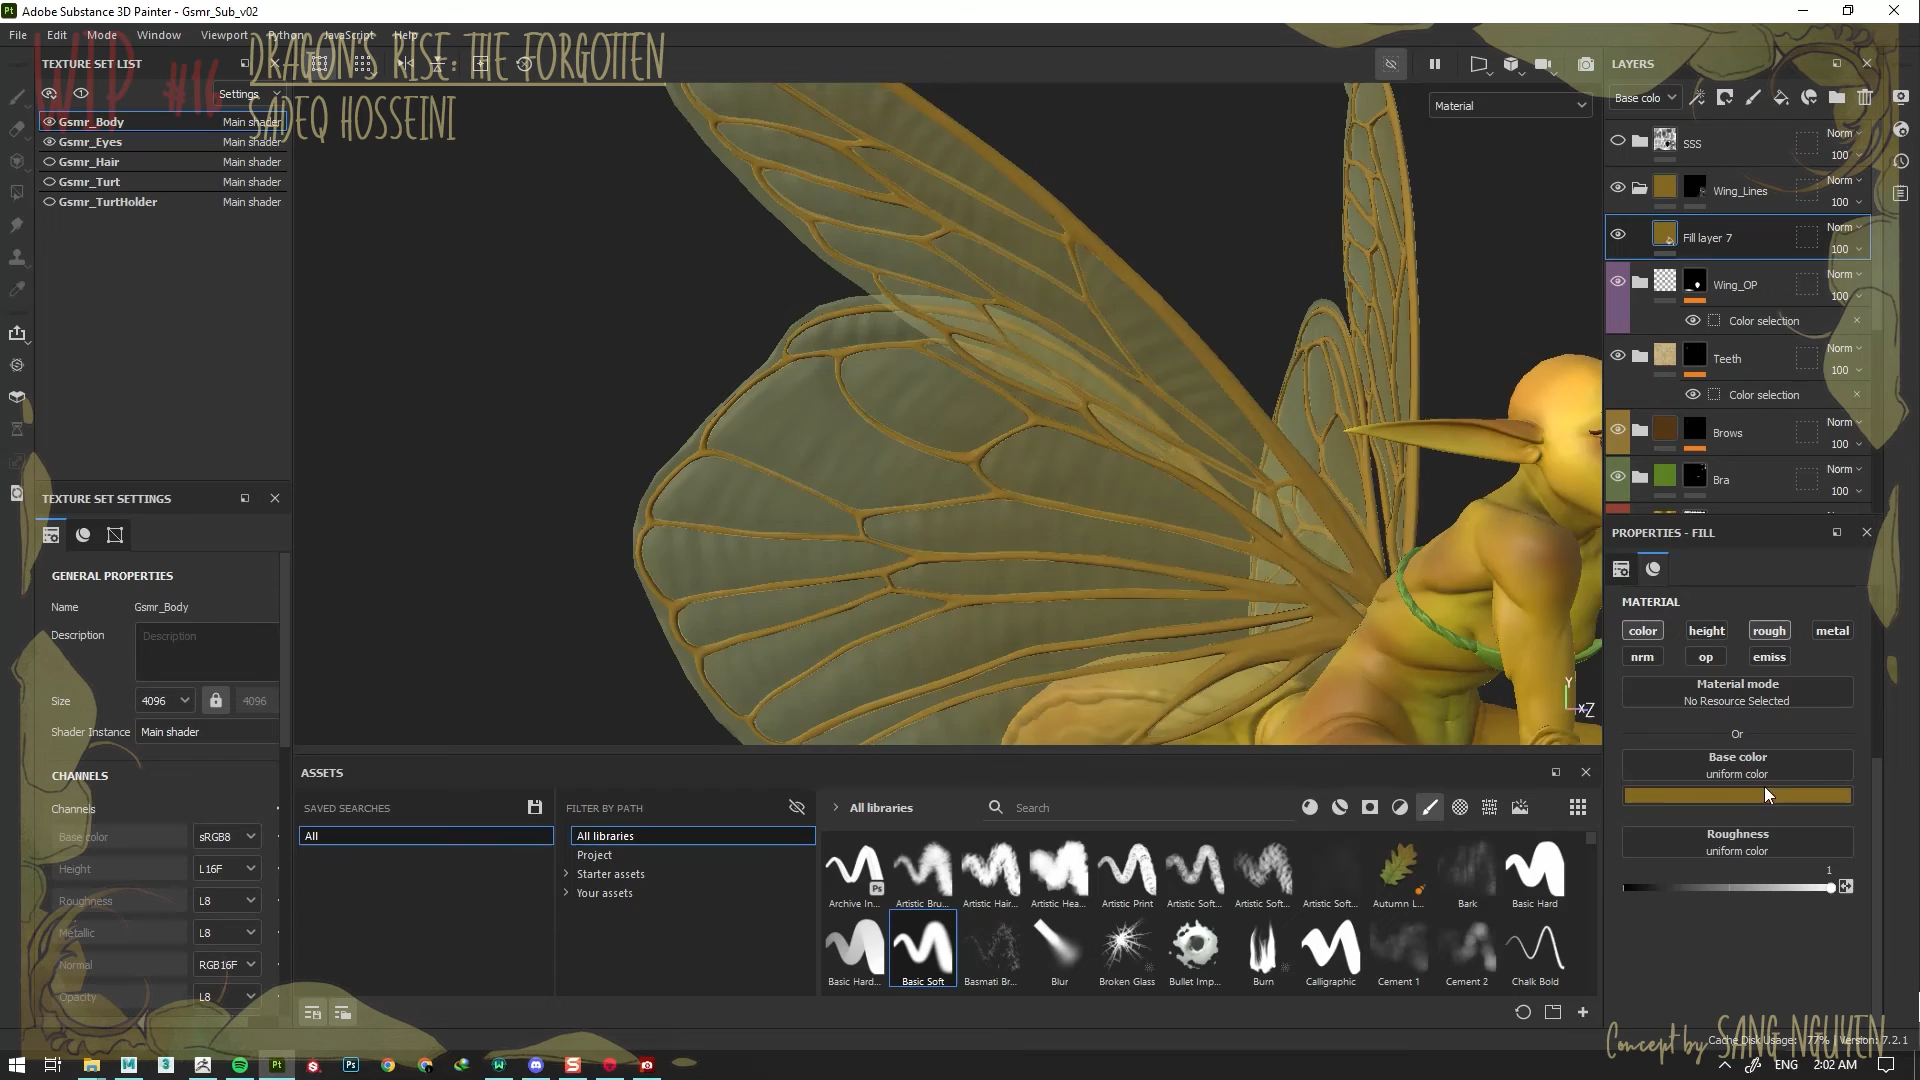 Adobe Substance 3D Painter - Gsmr_Sub_v02
File Edit Mode Window Viewport Python JavaScript Help
WIP #16
DRAGON'S RISE: THE FORGOTTEN
SADEQ HOSSEINI
TEXTURE SET LIST
Settings
Gsmr_Body Main shader
Gsmr_Eyes Main shader
Gsmr_Hair Main shader
Gsmr_Turt Main shader
Gsmr_TurtHolder Main shader
TEXTURE SET SETTINGS
GENERAL PROPERTIES
Name Gsmr_Body
Description Description
Size 4096 4096
Shader Instance Main shader
CHANNELS
Channels
Base color sRGB8
Height L16F
Roughness L8
Metallic L8
Normal RGB16F
Opacity L8
Material
Y
Z
ASSETS
SAVED SEARCHES
All
FILTER BY PATH
All libraries
Project
Starter assets
Your assets
All libraries
Search
Archive In... Artistic Bru... Artistic Hair... Artistic Hea... Artistic Print Artistic Soft... Artistic Soft... Artistic Soft... Autumn L... Bark Basic Hard
Basic Hard... Basic Soft Basmati Br... Blur Broken Glass Bullet Imp... Burn Calligraphic Cement 1 Cement 2 Chalk Bold
LAYERS
Base colo
SSS Norm 100
Wing_Lines Norm 100
Fill layer 7 Norm 100
Wing_OP Norm 100
Color selection
Teeth Norm 100
Color selection
Brows Norm 100
Bra Norm 100
PROPERTIES - FILL
MATERIAL
color height rough metal
nrm op emiss
Material mode
No Resource Selected
Or
Base color
uniform color
Roughness
uniform color
1
Concept by SANG NGUYEN
Cache Disk Usage: 77% Version: 7.2.1
ENG 2:02 AM